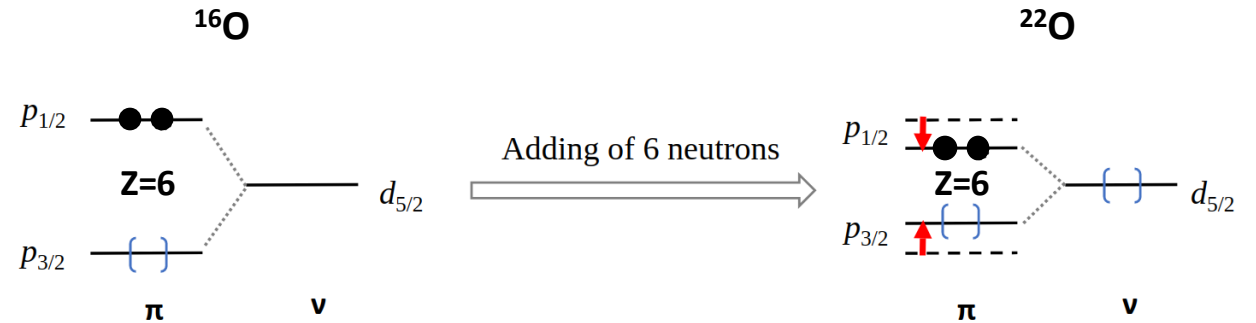 ¹⁶O
²²O
p1/2
Z=6
p3/2
d5/2
π
ν
Adding of 6 neutrons
p1/2
Z=6
p3/2
d5/2
π
ν